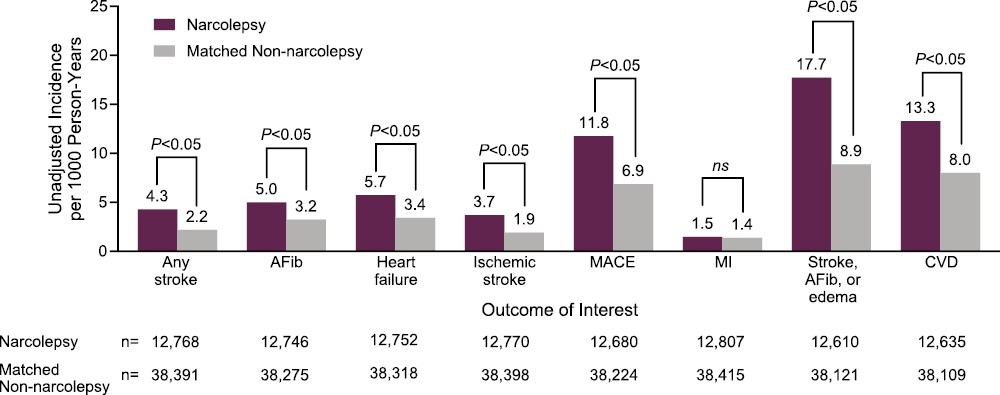 Unadjusted Incidence
per 1000 Person-Years
25
20
15
10
5
0
Narcolepsy
Matched Non-narcolepsy
P<0.05
4.3
2.2
P<0.05
5.0
3.2
P<0.05
5.7
3.4
P<0.05
3.7
1.9
P<0.05
11.8
6.9
ns
1.5
1.4
P<0.05
17.7
8.9
P<0.05
13.3
8.0
Any
stroke
AFib
Heart
failure
Ischemic
stroke
MACE
MI
Stroke,
AFib, or
edema
CVD
Outcome of Interest
Narcolepsy n= 12,768 12,746 12,752 12,770 12,680 12,807 12,610 12,635
Matched
Non-narcolepsy n= 38,391 38,275 38,318 38,398 38,224 38,415 38,121 38,109